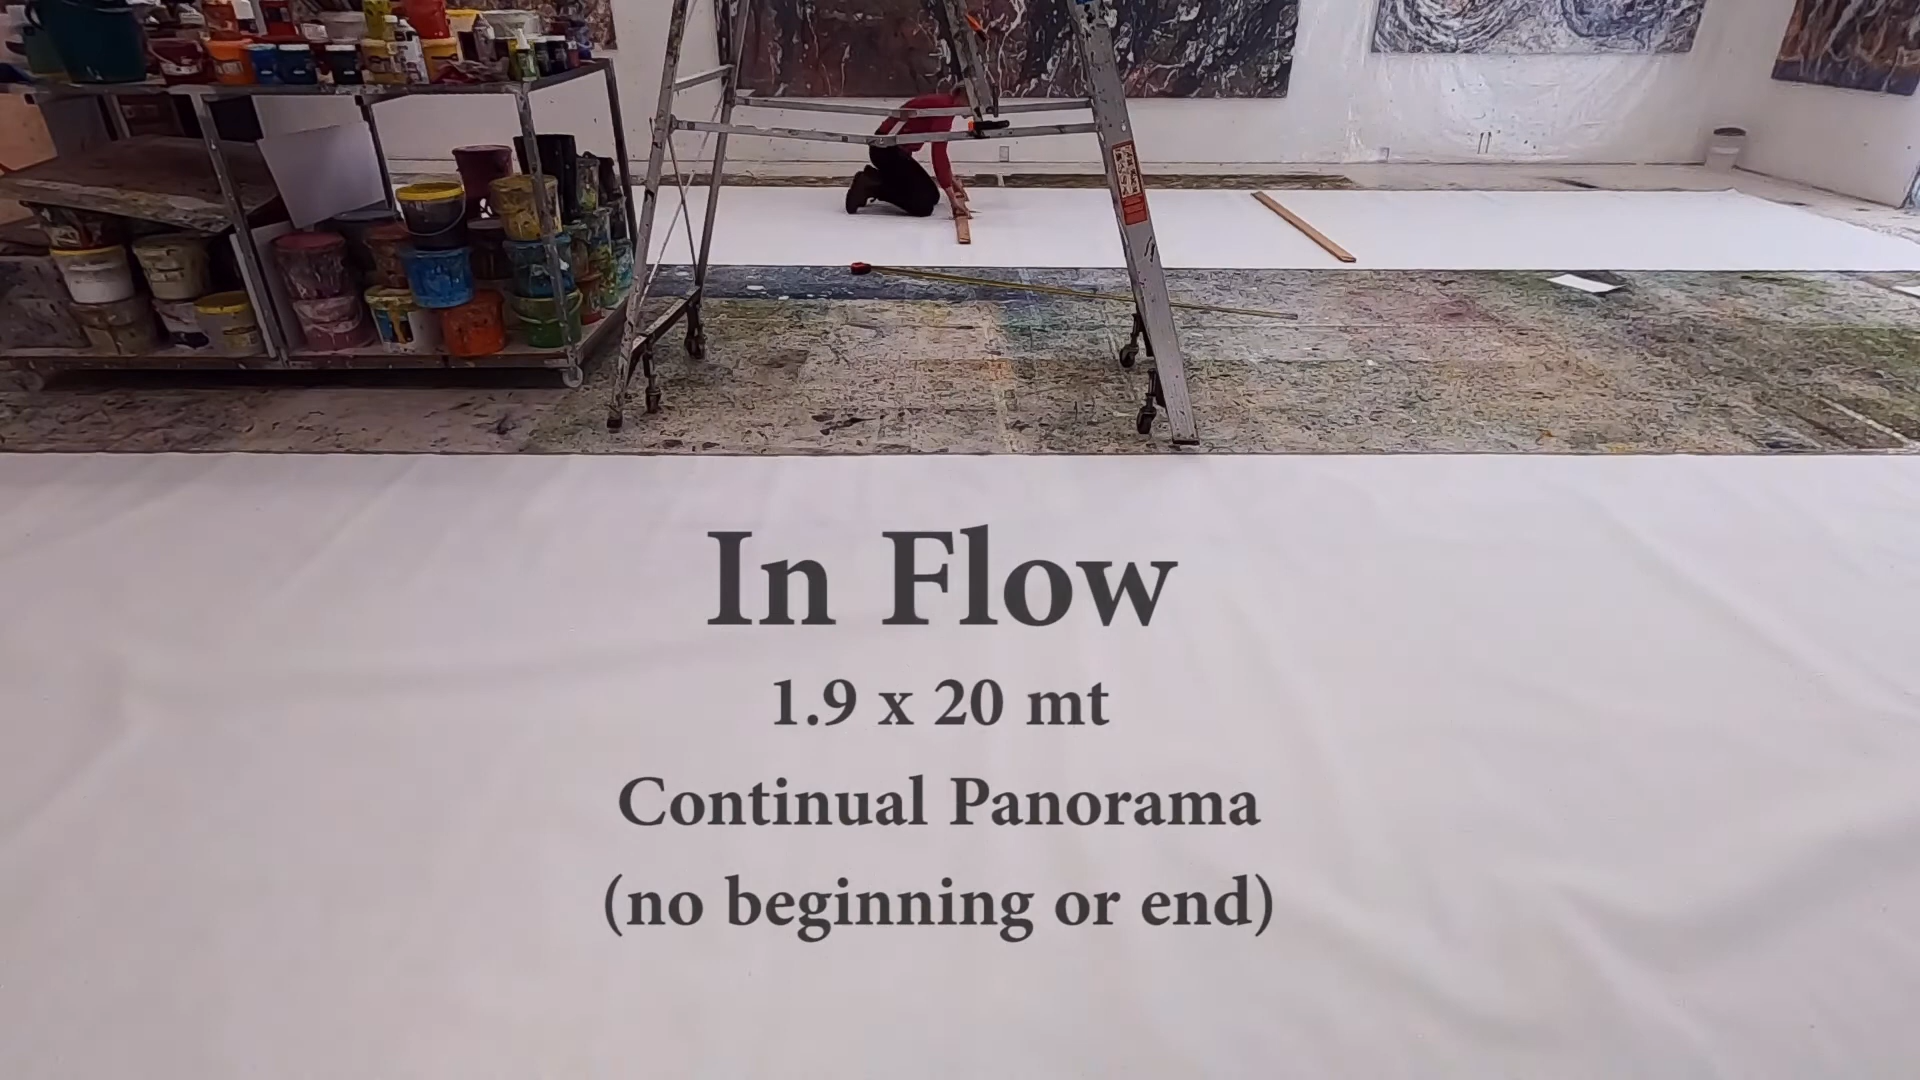 In Flow
1.9 x 20 mt
Continual Panorama
(no beginning or end)